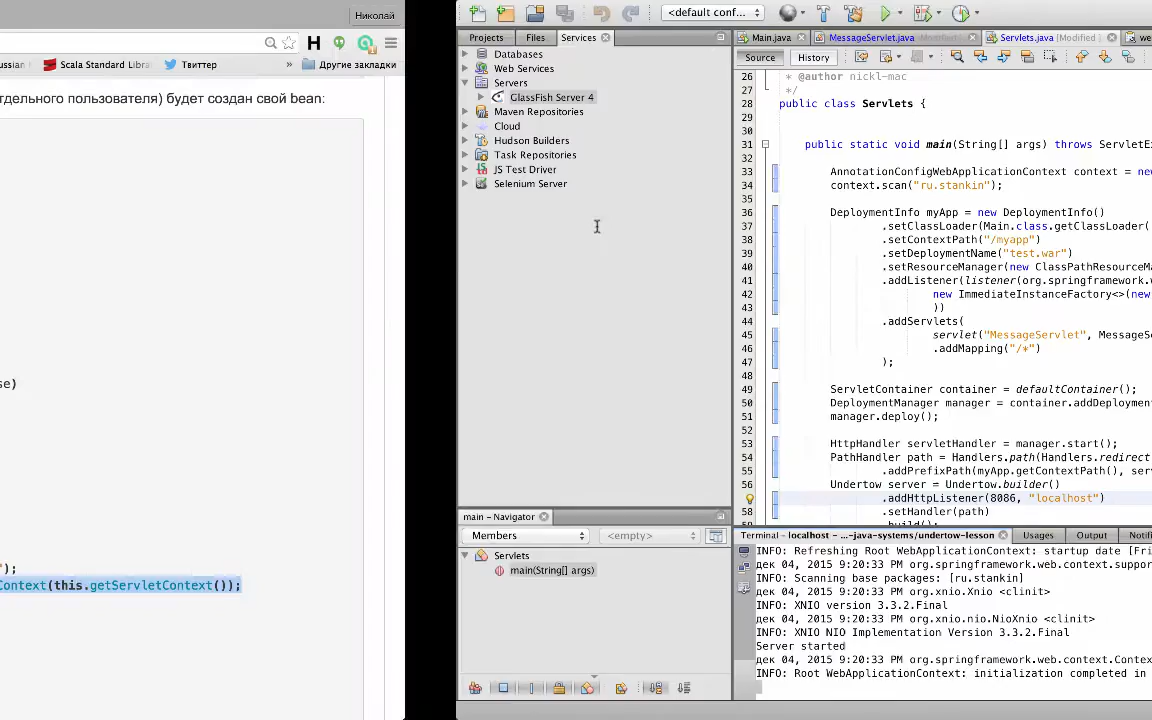 Николай
ussian
Scala Standard Libra
Твиттер
»
Другие закладки
отдельного пользователя) будет создан свой bean:
se)
");
Context(this.getServletContext());
<default conf...
Projects
Files
Services
Databases
Web Services
Servers
GlassFish Server 4
Maven Repositories
Cloud
Hudson Builders
Task Repositories
JS Test Driver
Selenium Server
main - Navigator
Members
<empty>
Servlets
main(String[] args)
Main.java
MessageServlet.java
Servlets.java [Modified]
we
Source
History
26 * @author nickl-mac
27 */
28 public class Servlets {
29
30
31 public static void main(String[] args) throws ServletEx
32
33 AnnotationConfigWebApplicationContext context = new
34 context.scan("ru.stankin");
35
36 DeploymentInfo myApp = new DeploymentInfo()
37 .setClassLoader(Main.class.getClassLoader(
38 .setContextPath("/myapp")
39 .setDeploymentName("test.war")
40 .setResourceManager(new ClassPathResourceMa
41 .addListener(listener(org.springframework.w
42 new ImmediateInstanceFactory<>(new
43 ))
44 .addServlets(
45 servlet("MessageServlet", MessageSe
46 .addMapping("/*")
47 );
48
49 ServletContainer container = defaultContainer();
50 DeploymentManager manager = container.addDeployment
51 manager.deploy();
52
53 HttpHandler servletHandler = manager.start();
54 PathHandler path = Handlers.path(Handlers.redirect
55 .addPrefixPath(myApp.getContextPath(), serv
56 Undertow server = Undertow.builder()
.addHttpListener(8086, "localhost")
58 .setHandler(path)
.build();
Terminal - localhost - ...-java-systems/undertow-lesson
Usages
Output
Notifi
INFO: Refreshing Root WebApplicationContext: startup date [Fri
дек 04, 2015 9:20:33 PM org.springframework.web.context.suppor
INFO: Scanning base packages: [ru.stankin]
дек 04, 2015 9:20:33 PM org.xnio.Xnio <clinit>
INFO: XNIO version 3.3.2.Final
дек 04, 2015 9:20:33 PM org.xnio.nio.NioXnio <clinit>
INFO: XNIO NIO Implementation Version 3.3.2.Final
Server started
дек 04, 2015 9:20:33 PM org.springframework.web.context.Contex
INFO: Root WebApplicationContext: initialization completed in